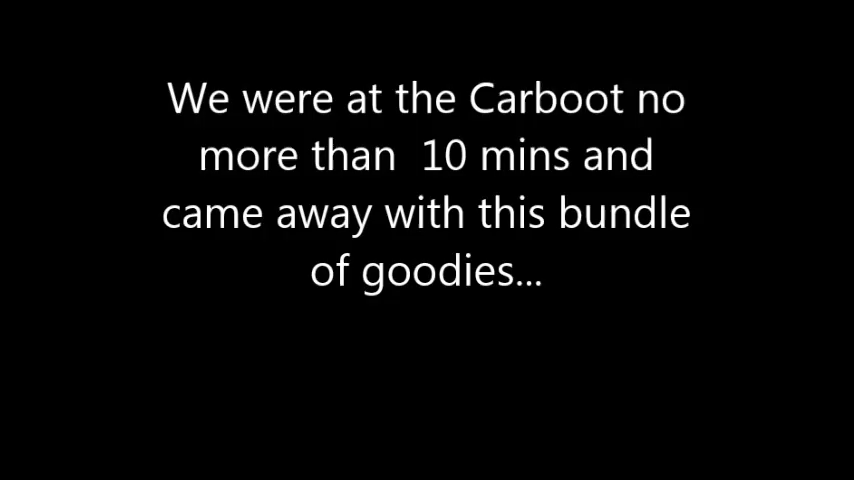 We were at the Carboot no
more than  10 mins and
came away with this bundle
of goodies...